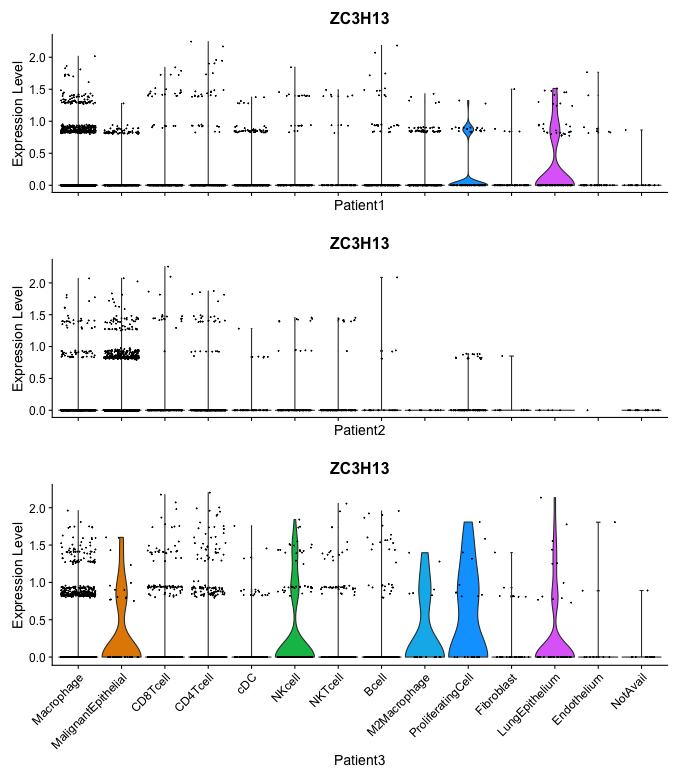 ZC3H13
Expression Level
2.0
1.5
1.0
0.5
0.0
Patient1
ZC3H13
Expression Level
2.0
1.5
1.0
0.5
0.0
Patient2
ZC3H13
Expression Level
2.0
1.5
1.0
0.5
0.0
Macrophage
MalignantEpithelial
CD8Tcell
CD4Tcell
cDC
NKcell
NKTcell
Bcell
M2Macrophage
ProliferatingCell
Fibroblast
LungEpithelium
Endothelium
NotAvail
Patient3